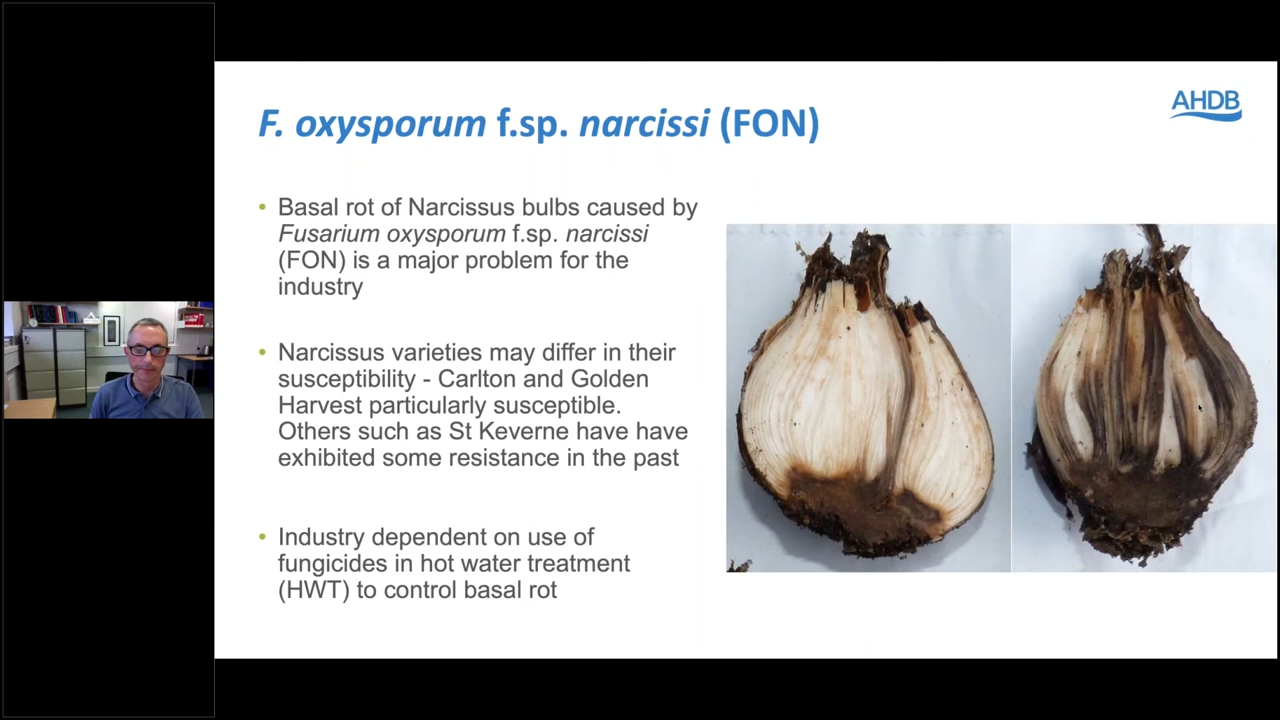 F. oxysporum f.sp. narcissi (FON)
AHDB
• Basal rot of Narcissus bulbs caused by
Fusarium oxysporum f.sp. narcissi
(FON) is a major problem for the
industry
• Narcissus varieties may differ in their
susceptibility - Carlton and Golden
Harvest particularly susceptible.
Others such as St Keverne have have
exhibited some resistance in the past
• Industry dependent on use of
fungicides in hot water treatment
(HWT) to control basal rot